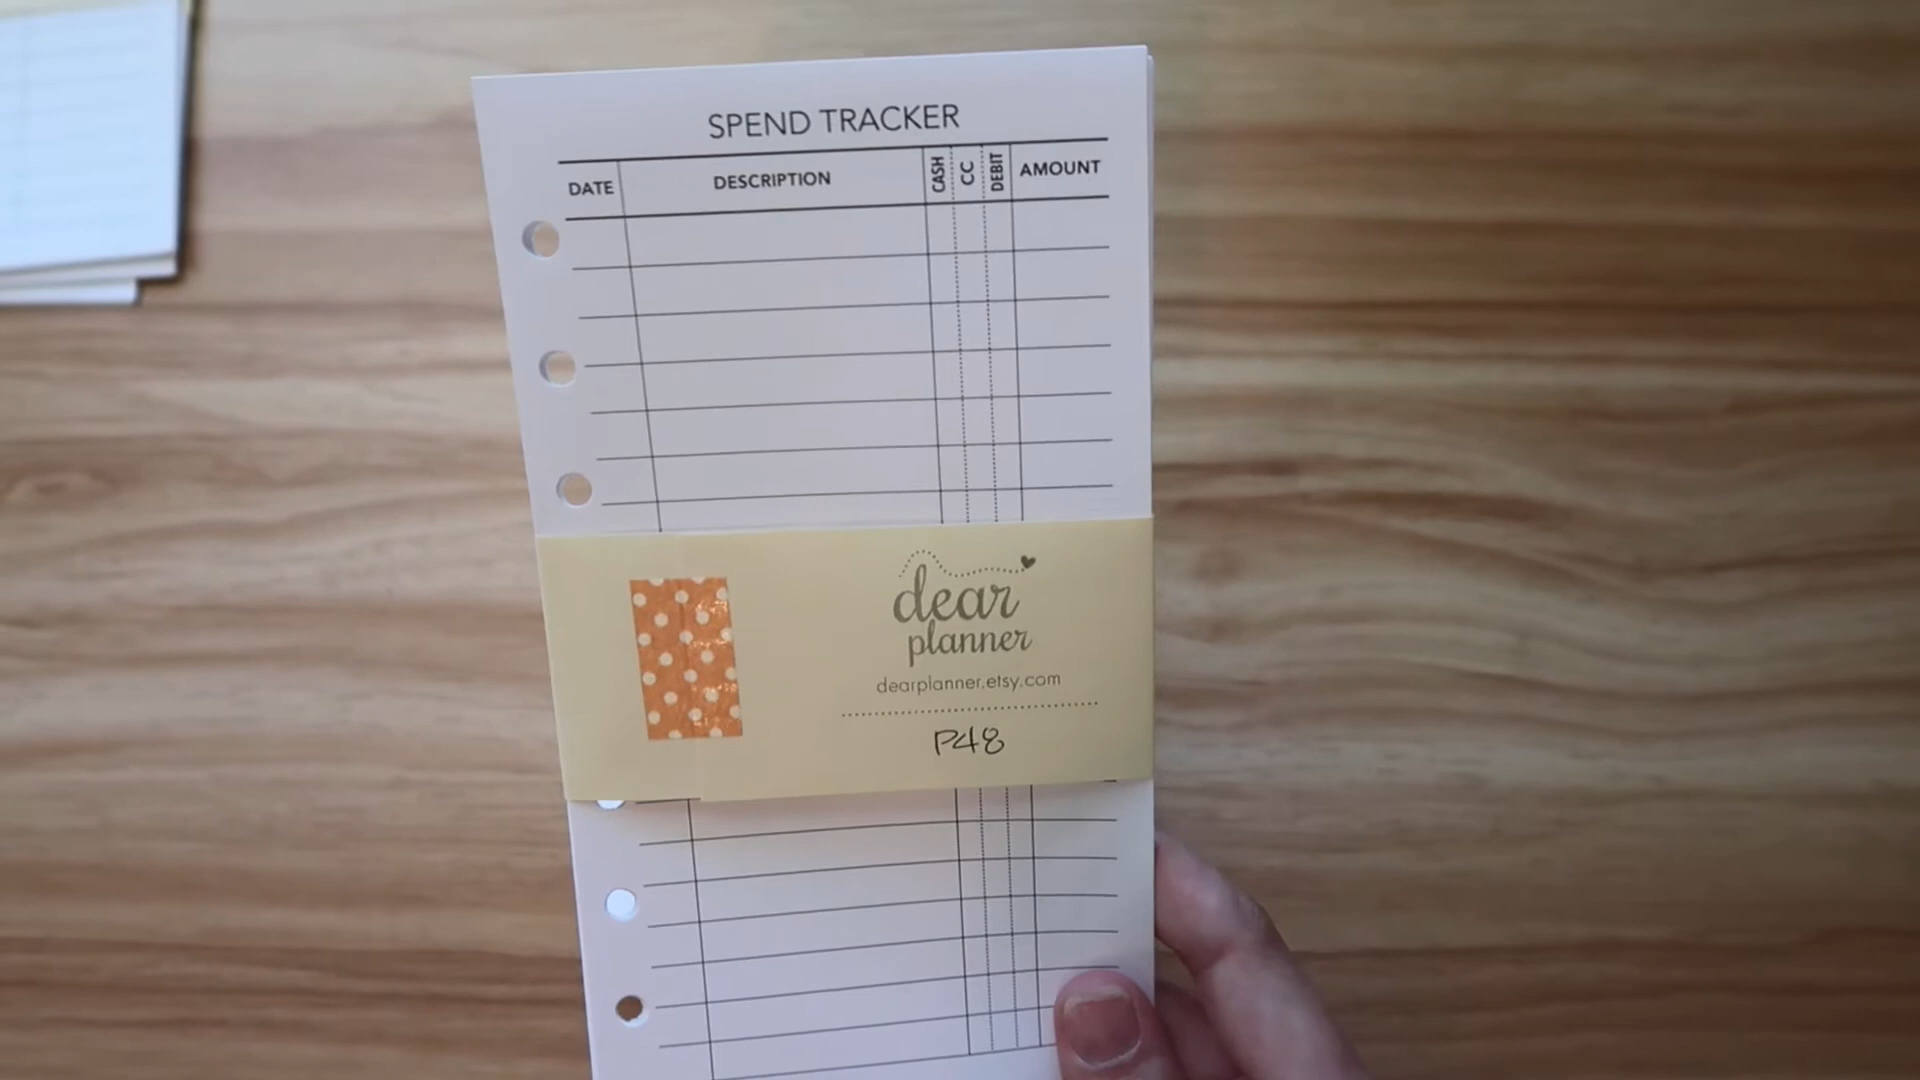 SPEND TRACKER
DATE DESCRIPTION CASH CC DEBIT AMOUNT
dear
planner
dearplanner.etsy.com
P48